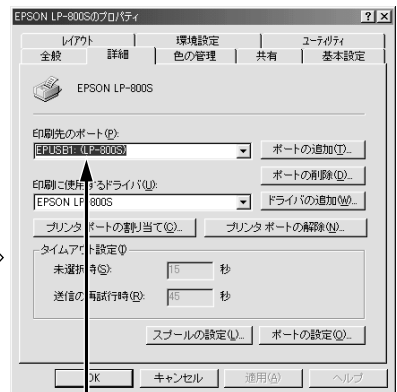 EPSON LP-800Sのプロパティ
レイアウト 環境設定 ユーティリティ
全般 詳細 色の管理 共有 基本設定
EPSON LP-800S
印刷先のポート(P):
EPUSB1: (LP-800S) ポートの追加(T)...
ポートの削除(D)...
印刷に使用するドライバ(U):
EPSON LP-800S ドライバの追加(W)...
プリンタ ポートの割り当て(C)... プリンタ ポートの解除(N)...
タイムアウト設定(I)
未選択時(S): 15 秒
送信の再試行時(R): 45 秒
スプールの設定(L)... ポートの設定(O)...
OK キャンセル 適用(A) ヘルプ